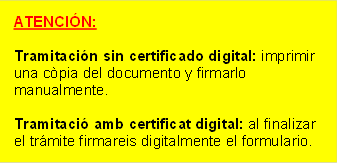 ATENCIÓN:
Tramitación sin certificado digital: imprimir
una còpia del documento y firmarlo
manualmente.
Tramitació amb certificat digital: al finalizar
el trámite firmareis digitalmente el formulario.